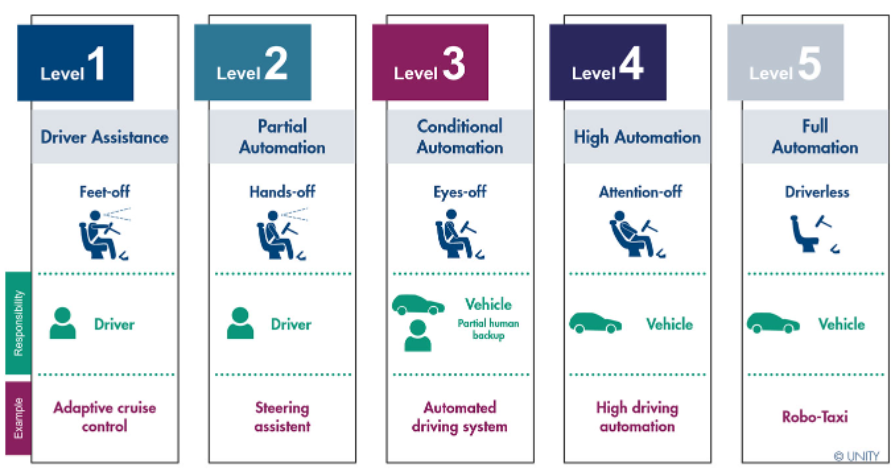 Level 1
Driver Assistance
Feet-off
Driver
Adaptive cruise
control
Level 2
Partial
Automation
Hands-off
Driver
Steering
assistent
Level 3
Conditional
Automation
Eyes-off
Vehicle
Partial human
backup
Automated
driving system
Level 4
High Automation
Attention-off
Vehicle
High driving
automation
Level 5
Full
Automation
Driverless
Vehicle
Robo-Taxi
Responsibility
Example
© UNITY